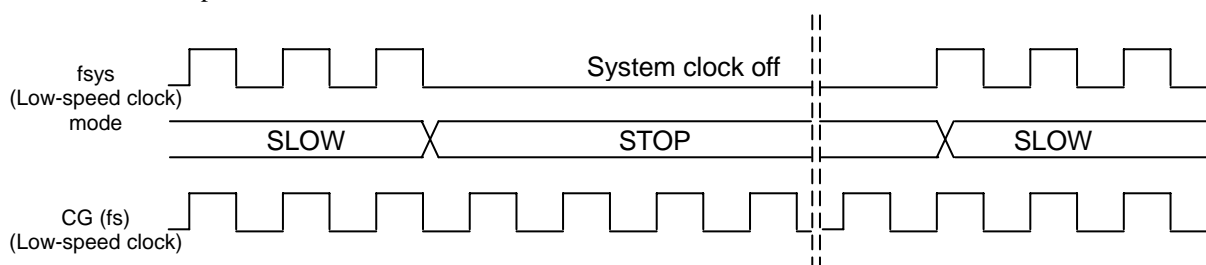 fsys
(Low-speed clock)
mode
System clock off
SLOW
STOP
SLOW
CG (fs)
(Low-speed clock)